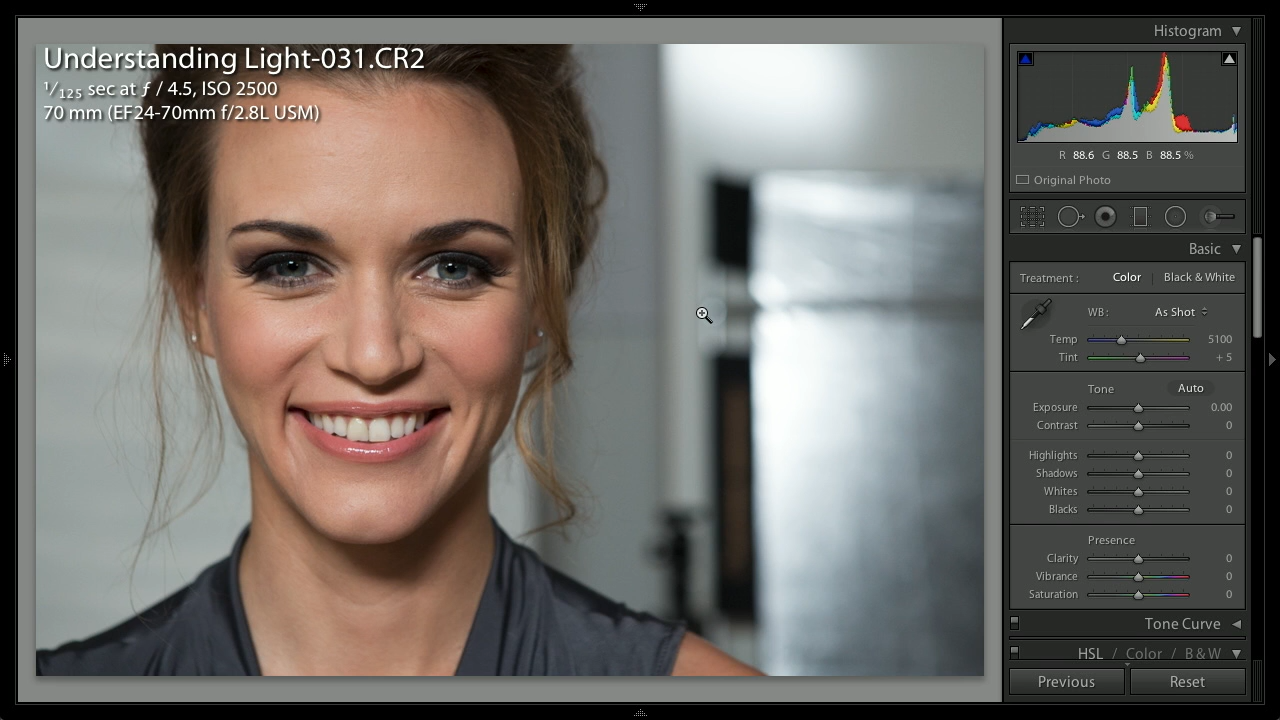 Understanding Light-031.CR2
1/125 sec at ƒ / 4.5, ISO 2500
70 mm (EF24-70mm f/2.8L USM)
Histogram
R 88.6 G 88.5 B 88.5 %
Original Photo
Basic
Treatment : Color Black & White
WB : As Shot
Temp 5100
Tint + 5
Tone Auto
Exposure 0.00
Contrast 0
Highlights 0
Shadows 0
Whites 0
Blacks 0
Presence
Clarity 0
Vibrance 0
Saturation 0
Tone Curve
HSL / Color / B & W
Previous Reset